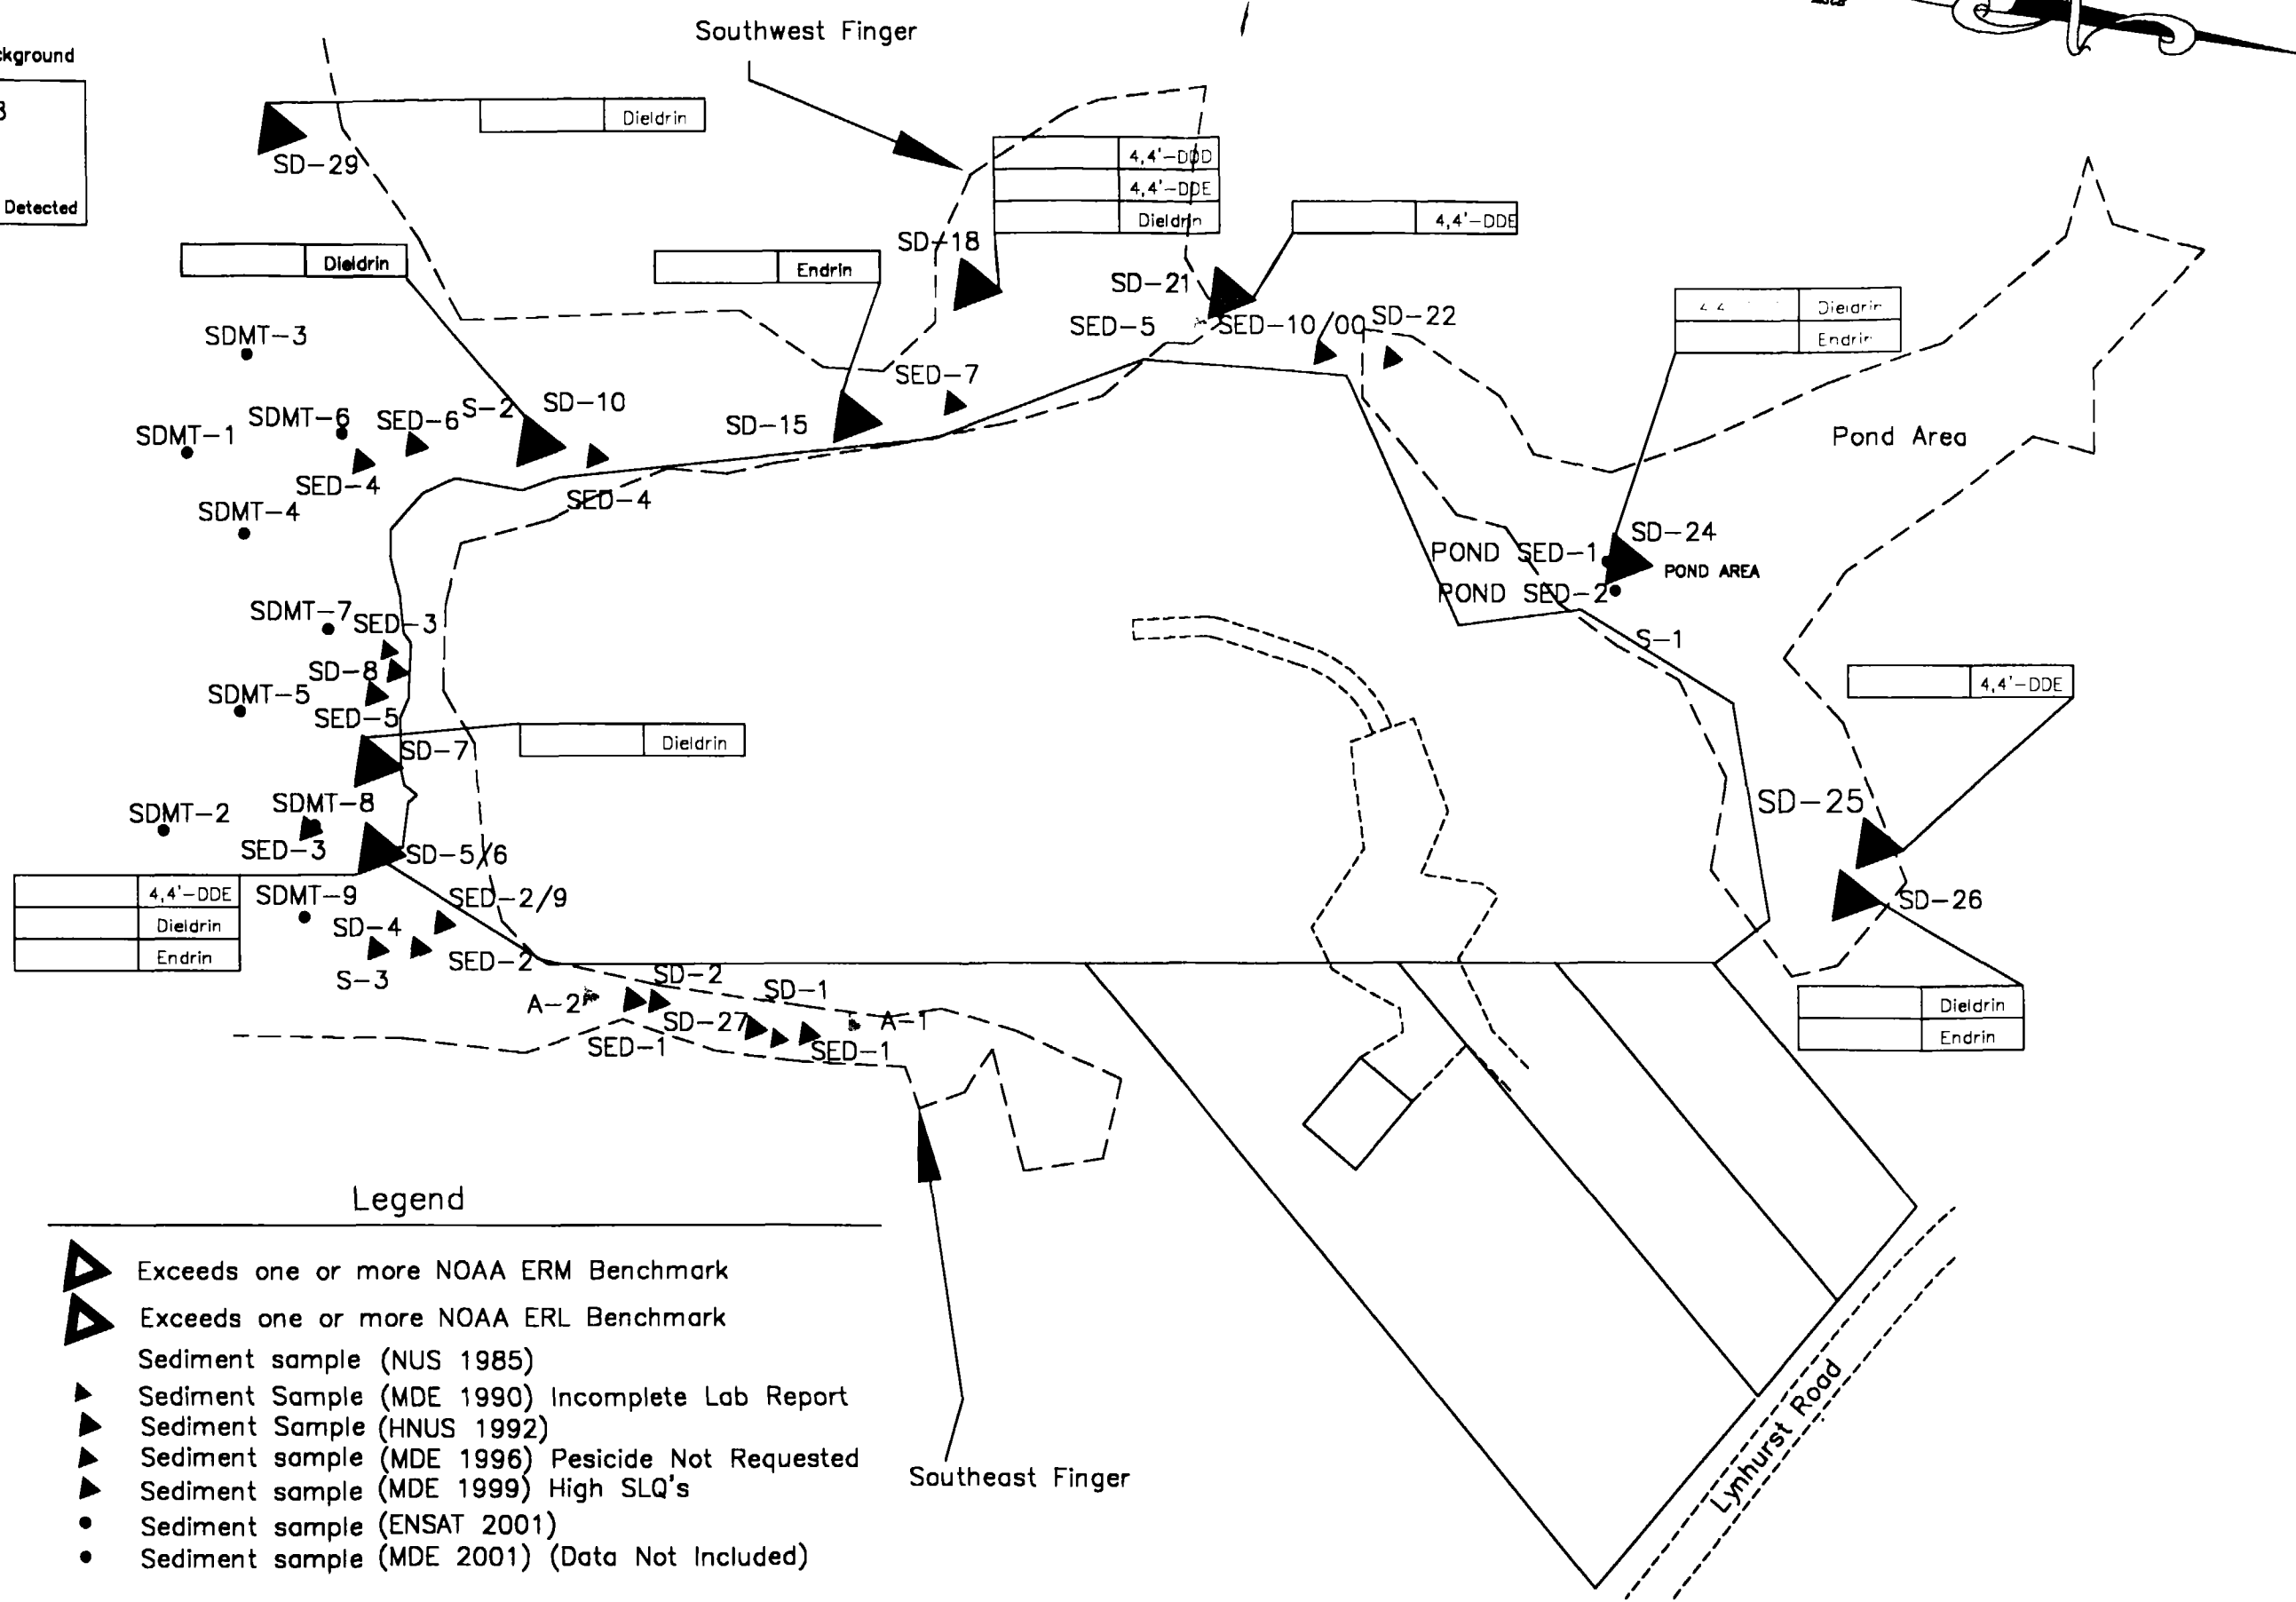 Southwest Finger
ckground
Detected
Dieldrin
SD-29
4,4'-DDD
4,4'-DDE
Dieldrin
4,4'-DDE
SD-18
Dieldrin
Endrin
SD-21
SED-5
SED-10/00
SD-22
Dieldrin
Endrin
SDMT-3
SED-7
SDMT-6
SED-6
S-2
SD-10
SD-15
SDMT-1
Pond Area
SED-4
SED-4
SDMT-4
SD-24
POND SED-1
POND AREA
POND SED-2
SDMT-7
SED-3
S-1
SD-8
SDMT-5
SED-5
4,4'-DDE
SD-7
Dieldrin
SDMT-2
SDMT-8
SD-25
SED-3
SD-5/6
4,4'-DDE
Dieldrin
Endrin
SDMT-9
SED-2/9
SD-26
SD-4
SED-2
S-3
SD-2
SD-1
A-2
SD-27
A-1
SED-1
SED-1
Dieldrin
Endrin
Legend
Exceeds one or more NOAA ERM Benchmark
Exceeds one or more NOAA ERL Benchmark
Sediment sample (NUS 1985)
Sediment Sample (MDE 1990) Incomplete Lab Report
Sediment Sample (HNUS 1992)
Sediment sample (MDE 1996) Pesicide Not Requested
Sediment sample (MDE 1999) High SLQ's
Sediment sample (ENSAT 2001)
Sediment sample (MDE 2001) (Data Not Included)
Southeast Finger
Lynhurst Road